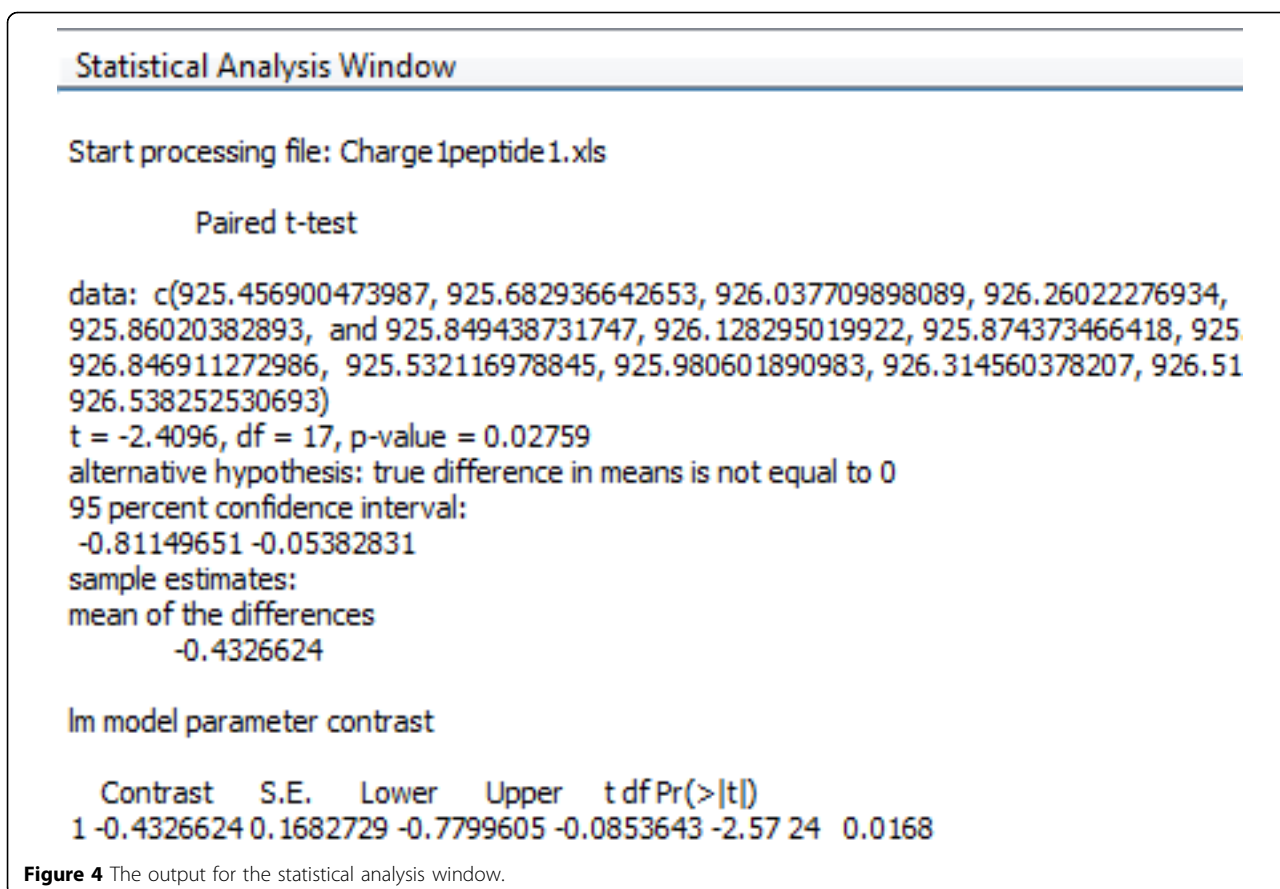 Statistical Analysis Window
Start processing file: Charge1peptide1.xls
Paired t-test
data: c(925.456900473987, 925.682936642653, 926.037709898089, 926.26022276934,
925.86020382893, and 925.849438731747, 926.128295019922, 925.874373466418, 925.
926.846911272986, 925.532116978845, 925.980601890983, 926.314560378207, 926.51
926.538252530693)
t = -2.4096, df = 17, p-value = 0.02759
alternative hypothesis: true difference in means is not equal to 0
95 percent confidence interval:
-0.81149651 -0.05382831
sample estimates:
mean of the differences
-0.4326624
lm model parameter contrast
Contrast S.E. Lower Upper t df Pr(>|t|)
1 -0.4326624 0.1682729 -0.7799605 -0.0853643 -2.57 24 0.0168
Figure 4 The output for the statistical analysis window.